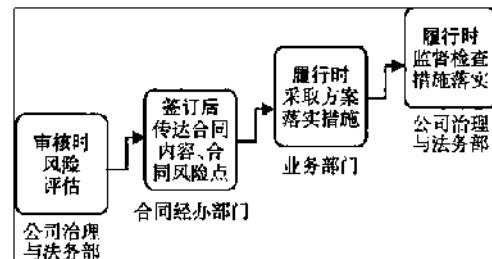 审核时
风险
评估
公司治理
与法务部
签订后
传达合同
内容、合
同风险点
合同经办部门
履行时
采取方案
落实措施
业务部门
履行时
监督检查
措施落实
公司治理
与法务部